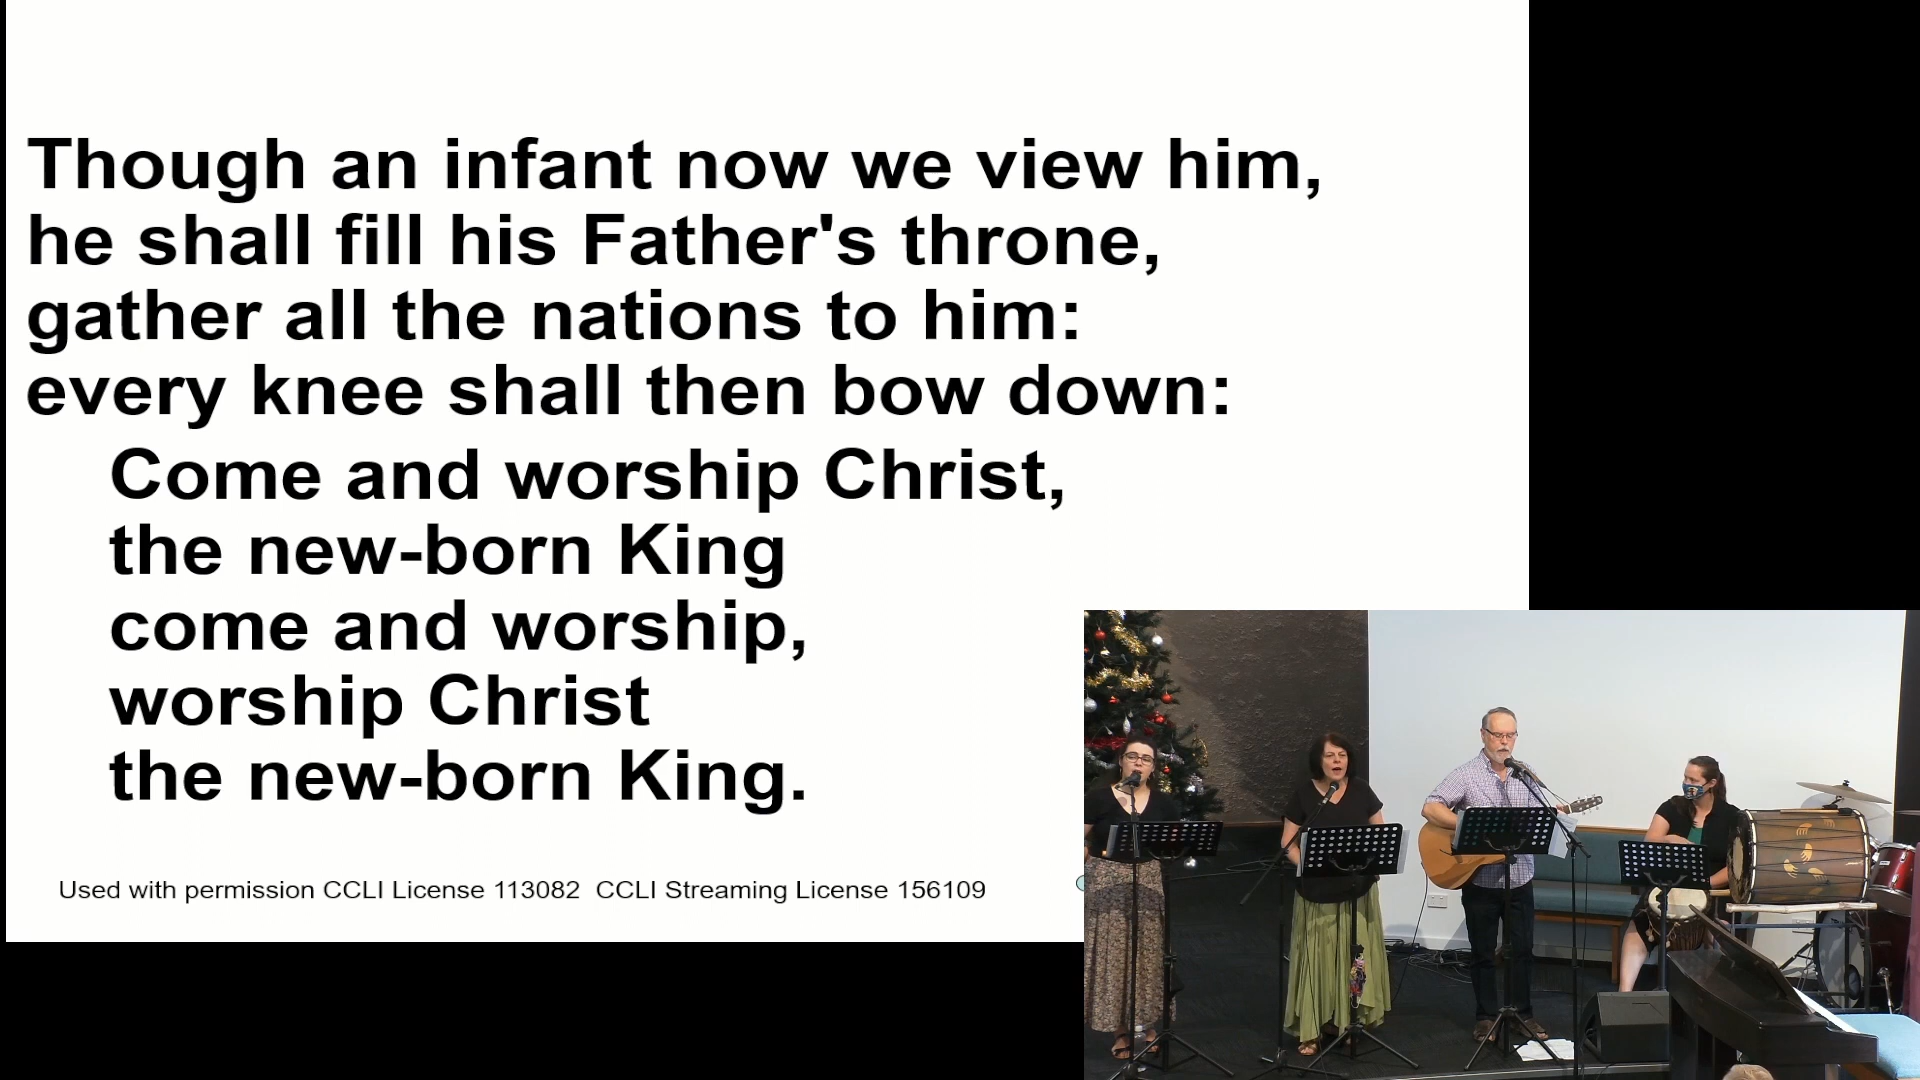 Though an infant now we view him,
he shall fill his Father's throne,
gather all the nations to him:
every knee shall then bow down:
Come and worship Christ,
the new-born King
come and worship,
worship Christ
the new-born King.
Used with permission CCLI License 113082  CCLI Streaming License 156109